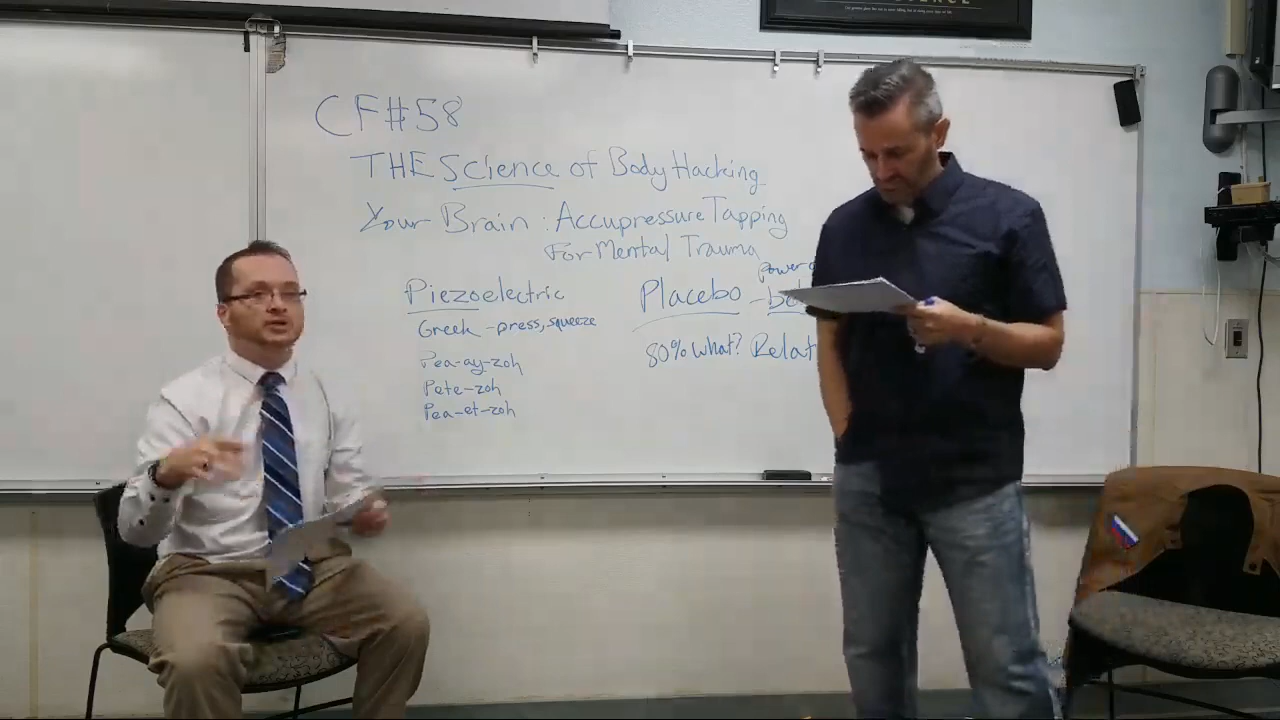 CF#58
THE Science of Body Hacking
Your Brain: Accupressure Tapping
For Mental Trauma
Piezoelectric
Greek - press, squeeze
Pea-ay-zoh
Pete-zoh
Pea-et-zoh
power
Placebo -
80% What? Relat